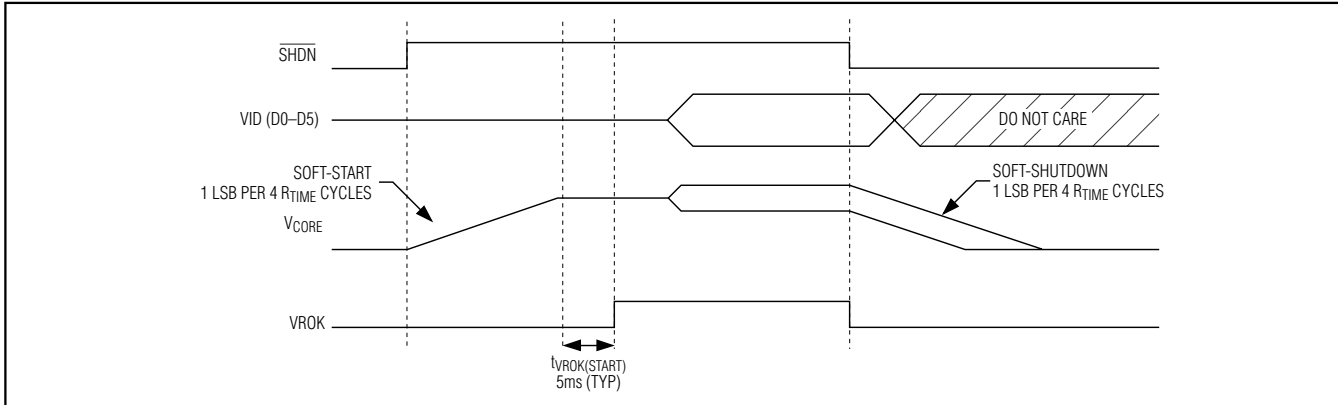 SHDN
VID (D0–D5)
DO NOT CARE
SOFT-START
1 LSB PER 4 RTIME CYCLES
SOFT-SHUTDOWN
1 LSB PER 4 RTIME CYCLES
VCORE
VROK
tVROK(START)
5ms (TYP)